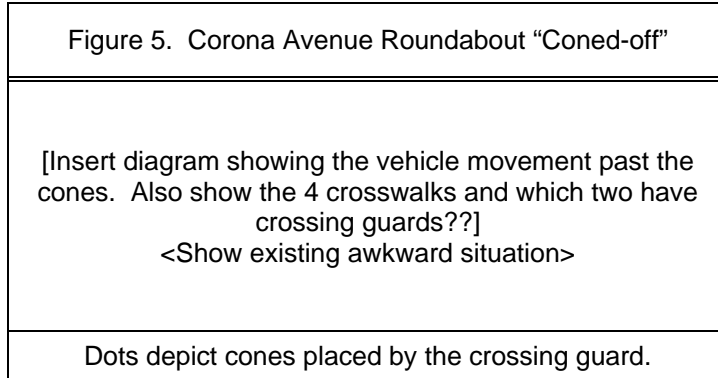 Figure 5.  Corona Avenue Roundabout “Coned-off”
[Insert diagram showing the vehicle movement past the
cones.  Also show the 4 crosswalks and which two have
crossing guards??]
<Show existing awkward situation>
Dots depict cones placed by the crossing guard.